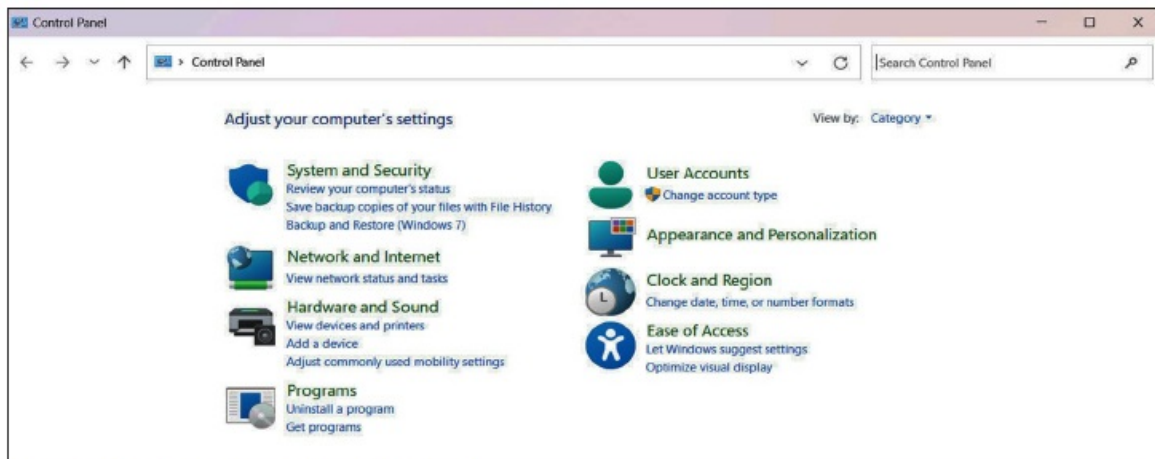 Control Panel
Control Panel
Search Control Panel
Adjust your computer's settings
View by: Category
System and Security
Review your computer's status
Save backup copies of your files with File History
Backup and Restore (Windows 7)
Network and Internet
View network status and tasks
Hardware and Sound
View devices and printers
Add a device
Adjust commonly used mobility settings
Programs
Uninstall a program
Get programs
User Accounts
Change account type
Appearance and Personalization
Clock and Region
Change date, time, or number formats
Ease of Access
Let Windows suggest settings
Optimize visual display